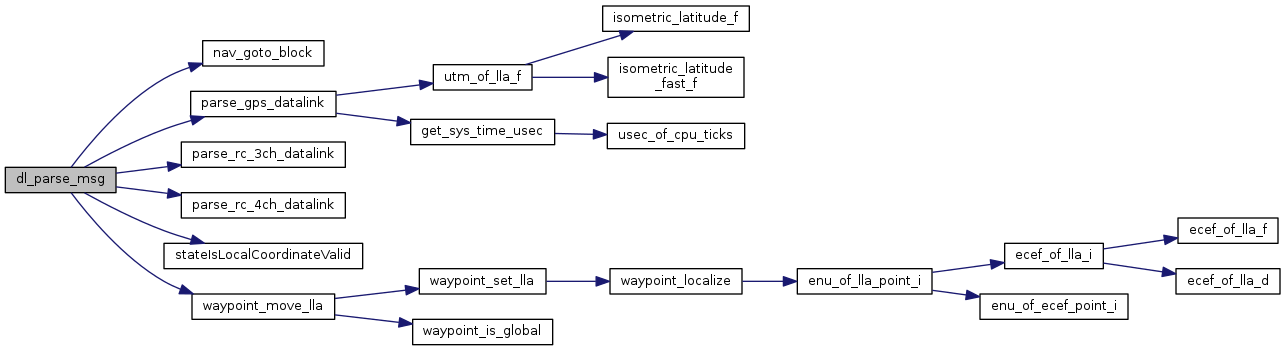 dl_parse_msg
nav_goto_block
parse_gps_datalink
parse_rc_3ch_datalink
parse_rc_4ch_datalink
stateIsLocalCoordinateValid
waypoint_move_lla
utm_of_lla_f
get_sys_time_usec
isometric_latitude_f
isometric_latitude
_fast_f
usec_of_cpu_ticks
waypoint_set_lla
waypoint_is_global
waypoint_localize
enu_of_lla_point_i
ecef_of_lla_i
enu_of_ecef_point_i
ecef_of_lla_f
ecef_of_lla_d